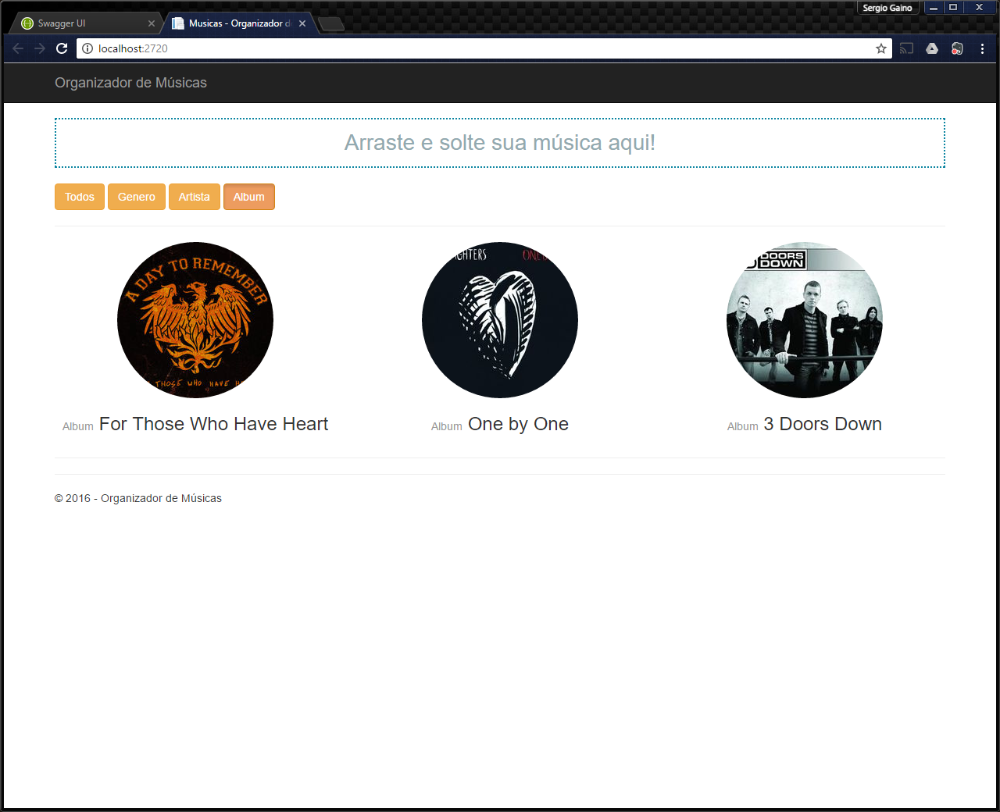 Sergio Gaino
Swagger UI
Musicas - Organizador d
localhost:2720
Organizador de Músicas
Arraste e solte sua música aqui!
Todos
Genero
Artista
Album
A DAY TO REMEMBER
THOSE WHO HAVE H
GHTERS
ONE
DOORS
DOWN
Album For Those Who Have Heart
Album One by One
Album 3 Doors Down
© 2016 - Organizador de Músicas